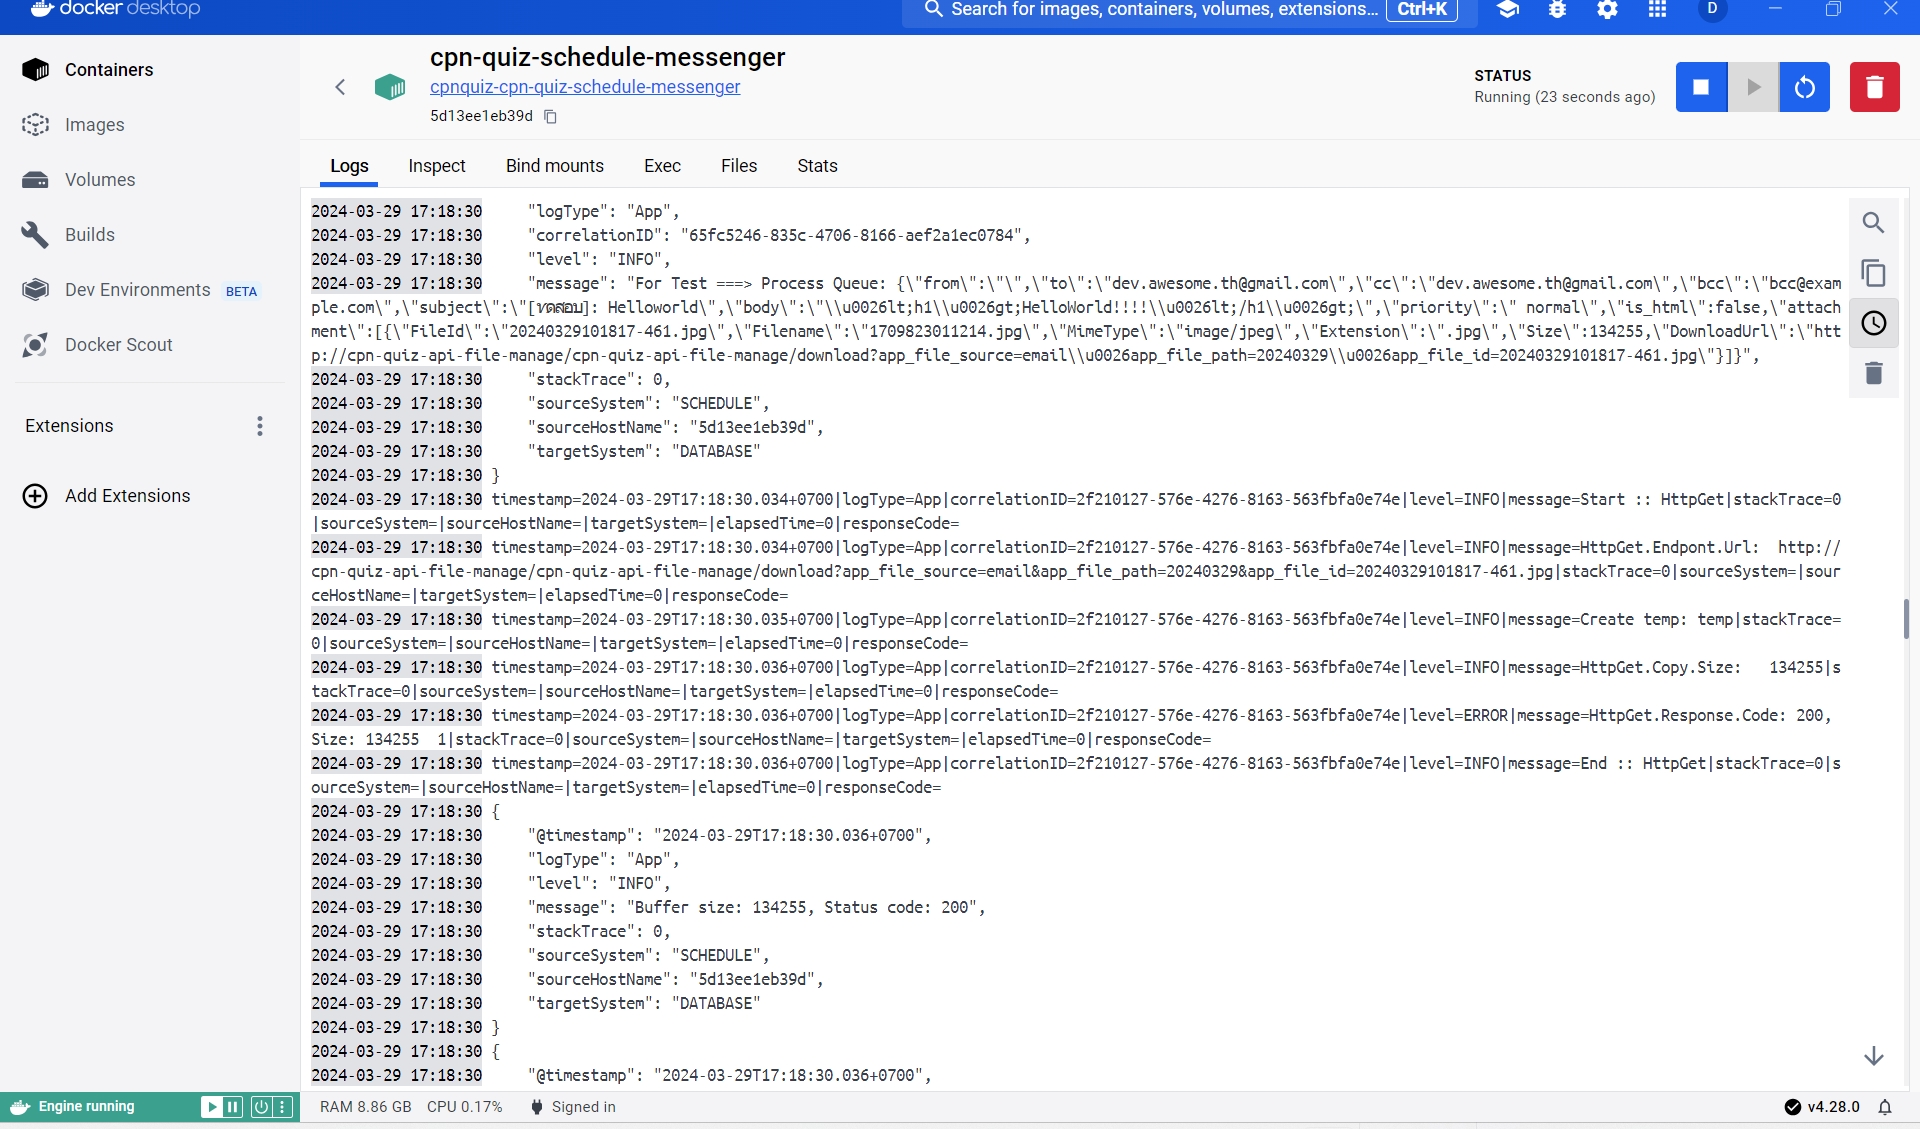 docker desktop
Search for images, containers, volumes, extensions... Ctrl+K
D
Containers
Images
Volumes
Builds
Dev Environments BETA
Docker Scout
Extensions
Add Extensions
cpn-quiz-schedule-messenger
cpnquiz-cpn-quiz-schedule-messenger
5d13ee1eb39d
STATUS
Running (23 seconds ago)
Logs Inspect Bind mounts Exec Files Stats
2024-03-29 17:18:30     "logType": "App",
2024-03-29 17:18:30     "correlationID": "65fc5246-835c-4706-8166-aef2a1ec0784",
2024-03-29 17:18:30     "level": "INFO",
2024-03-29 17:18:30     "message": "For Test ===> Process Queue: {\"from\":\"\",\"to\":\"dev.awesome.th@gmail.com\",\"cc\":\"dev.awesome.th@gmail.com\",\"bcc\":\"bcc@exam
ple.com\",\"subject\":\"[ทดสอบ]: Helloworld\",\"body\":\"\\u0026lt;h1\\u0026gt;HelloWorld!!!!\\u0026lt;/h1\\u0026gt;\",\"priority\":\" normal\",\"is_html\":false,\"attach
ment\":[{\"FileId\":\"20240329101817-461.jpg\",\"Filename\":\"1709823011214.jpg\",\"MimeType\":\"image/jpeg\",\"Extension\":\".jpg\",\"Size\":134255,\"DownloadUrl\":\"htt
p://cpn-quiz-api-file-manage/cpn-quiz-api-file-manage/download?app_file_source=email\\u0026app_file_path=20240329\\u0026app_file_id=20240329101817-461.jpg\"}]}",
2024-03-29 17:18:30     "stackTrace": 0,
2024-03-29 17:18:30     "sourceSystem": "SCHEDULE",
2024-03-29 17:18:30     "sourceHostName": "5d13ee1eb39d",
2024-03-29 17:18:30     "targetSystem": "DATABASE"
2024-03-29 17:18:30 }
2024-03-29 17:18:30 timestamp=2024-03-29T17:18:30.034+0700|logType=App|correlationID=2f210127-576e-4276-8163-563fbfa0e74e|level=INFO|message=Start :: HttpGet|stackTrace=0
|sourceSystem=|sourceHostName=|targetSystem=|elapsedTime=0|responseCode=
2024-03-29 17:18:30 timestamp=2024-03-29T17:18:30.034+0700|logType=App|correlationID=2f210127-576e-4276-8163-563fbfa0e74e|level=INFO|message=HttpGet.Endpont.Url:  http://
cpn-quiz-api-file-manage/cpn-quiz-api-file-manage/download?app_file_source=email&app_file_path=20240329&app_file_id=20240329101817-461.jpg|stackTrace=0|sourceSystem=|sour
ceHostName=|targetSystem=|elapsedTime=0|responseCode=
2024-03-29 17:18:30 timestamp=2024-03-29T17:18:30.035+0700|logType=App|correlationID=2f210127-576e-4276-8163-563fbfa0e74e|level=INFO|message=Create temp: temp|stackTrace=
0|sourceSystem=|sourceHostName=|targetSystem=|elapsedTime=0|responseCode=
2024-03-29 17:18:30 timestamp=2024-03-29T17:18:30.036+0700|logType=App|correlationID=2f210127-576e-4276-8163-563fbfa0e74e|level=INFO|message=HttpGet.Copy.Size:   134255|s
tackTrace=0|sourceSystem=|sourceHostName=|targetSystem=|elapsedTime=0|responseCode=
2024-03-29 17:18:30 timestamp=2024-03-29T17:18:30.036+0700|logType=App|correlationID=2f210127-576e-4276-8163-563fbfa0e74e|level=ERROR|message=HttpGet.Response.Code: 200,
Size: 134255  1|stackTrace=0|sourceSystem=|sourceHostName=|targetSystem=|elapsedTime=0|responseCode=
2024-03-29 17:18:30 timestamp=2024-03-29T17:18:30.036+0700|logType=App|correlationID=2f210127-576e-4276-8163-563fbfa0e74e|level=INFO|message=End :: HttpGet|stackTrace=0|s
ourceSystem=|sourceHostName=|targetSystem=|elapsedTime=0|responseCode=
2024-03-29 17:18:30 {
2024-03-29 17:18:30     "@timestamp": "2024-03-29T17:18:30.036+0700",
2024-03-29 17:18:30     "logType": "App",
2024-03-29 17:18:30     "level": "INFO",
2024-03-29 17:18:30     "message": "Buffer size: 134255, Status code: 200",
2024-03-29 17:18:30     "stackTrace": 0,
2024-03-29 17:18:30     "sourceSystem": "SCHEDULE",
2024-03-29 17:18:30     "sourceHostName": "5d13ee1eb39d",
2024-03-29 17:18:30     "targetSystem": "DATABASE"
2024-03-29 17:18:30 }
2024-03-29 17:18:30 {
2024-03-29 17:18:30     "@timestamp": "2024-03-29T17:18:30.036+0700",
Engine running
RAM 8.86 GB CPU 0.17% Signed in
v4.28.0